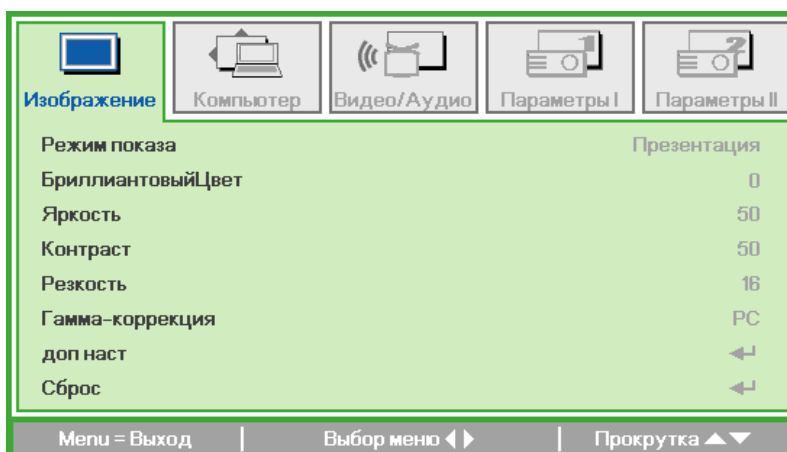 Изображение Компьютер Видео/Аудио Параметры I Параметры II
Режим показа Презентация
БриллиантовыйЦвет 0
Яркость 50
Контраст 50
Резкость 16
Гамма-коррекция PC
доп наст
Сброс
Menu = Выход Выбор меню Прокрутка